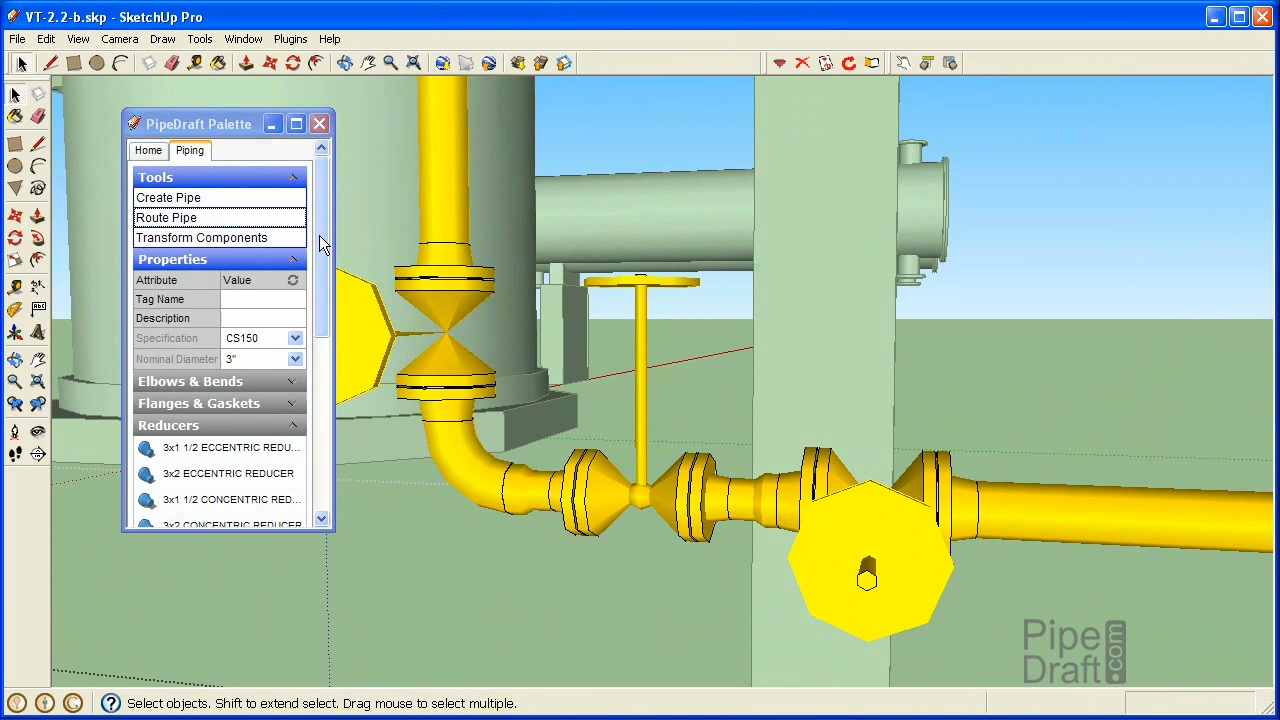 VT-2.2-b.skp - SketchUp Pro
File Edit View Camera Draw Tools Window Plugins Help
PipeDraft Palette
Home Piping
Tools
Create Pipe
Route Pipe
Transform Components
Properties
Attribute Value
Tag Name
Description
Specification CS150
Nominal Diameter 3"
Elbows & Bends
Flanges & Gaskets
Reducers
3x1 1/2 ECCENTRIC REDU...
3x2 ECCENTRIC REDUCER
3x1 1/2 CONCENTRIC RED...
3x2 CONCENTRIC REDUCER
Pipe
Draft.com
Select objects. Shift to extend select. Drag mouse to select multiple.